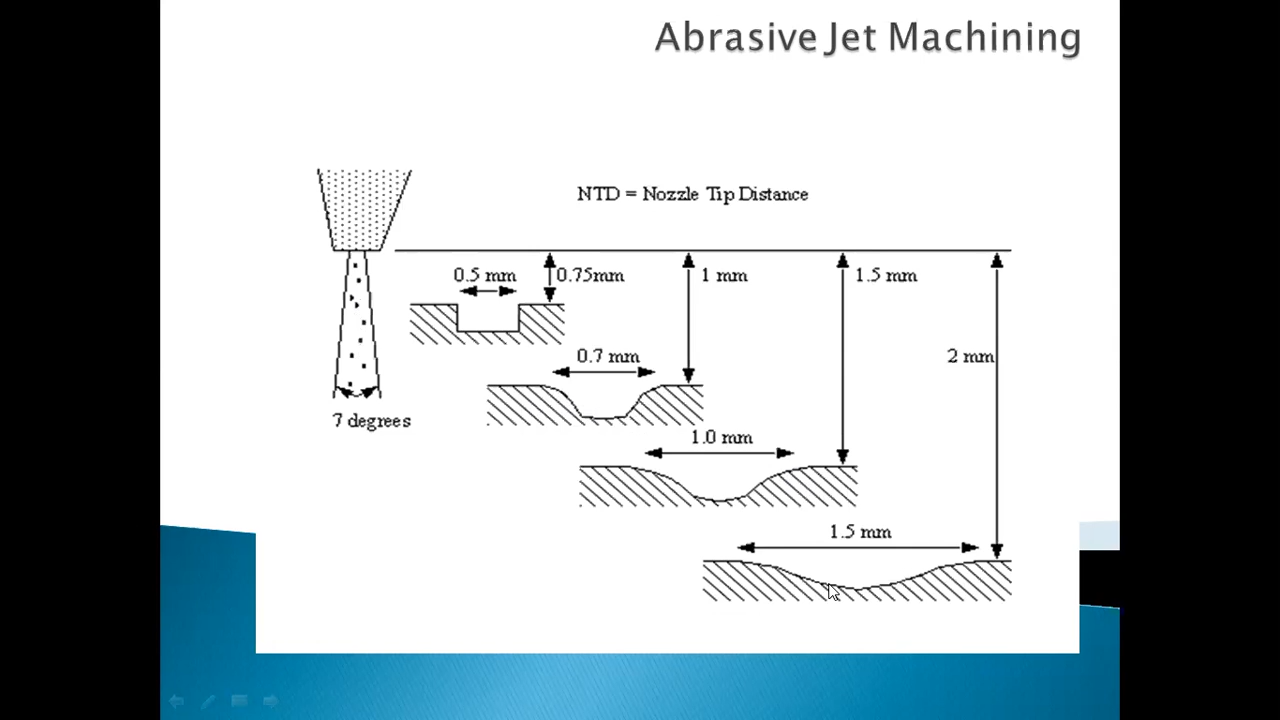 Abrasive Jet Machining
NTD = Nozzle Tip Distance
0.5 mm
0.75mm
1 mm
1.5 mm
0.7 mm
2 mm
7 degrees
1.0 mm
1.5 mm